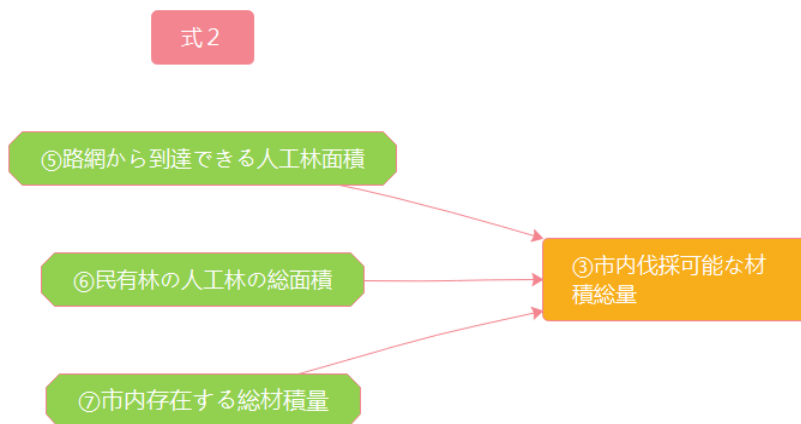 式２
⑤路網から到達できる人工林面積
⑥民有林の人工林の総面積
③市内伐採可能な材
積総量
⑦市内存在する総材積量